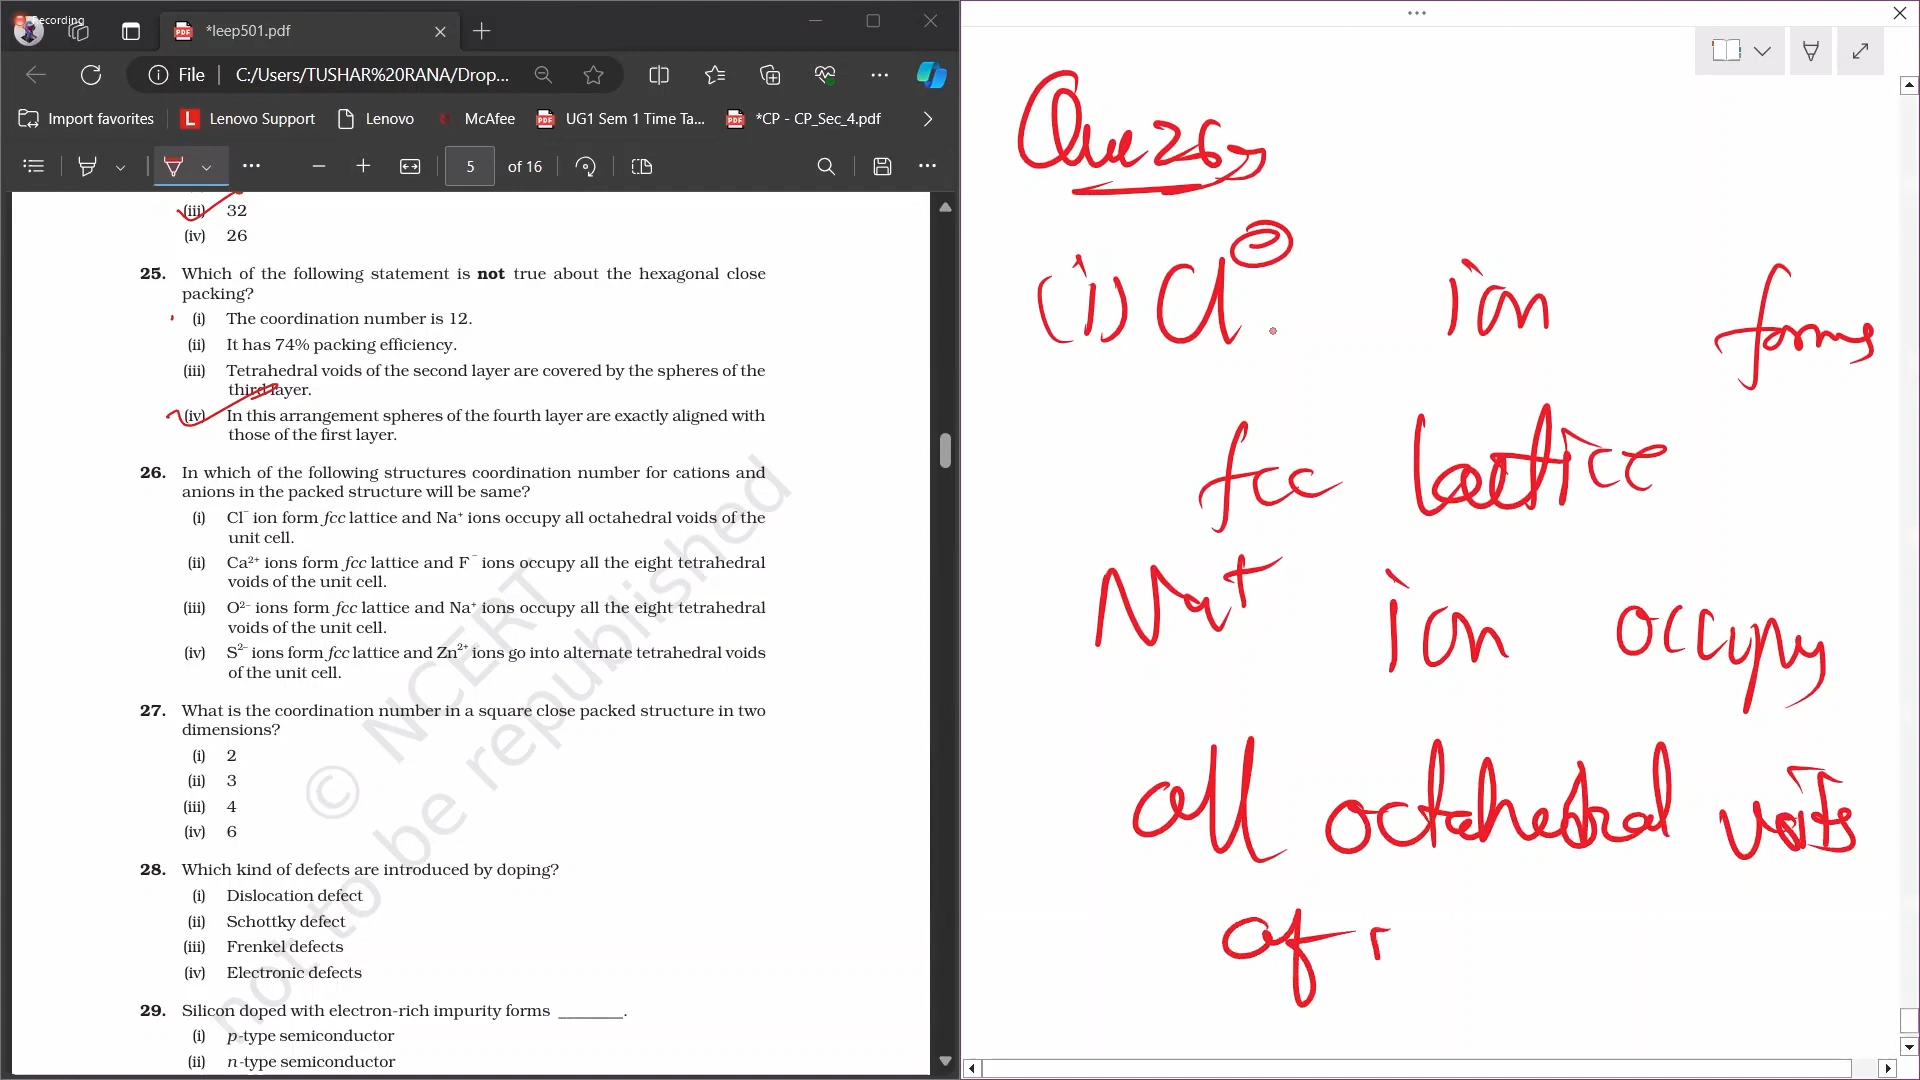 Recording
*leep501.pdf
File
C:/Users/TUSHAR%20RANA/Drop...
Import favorites
Lenovo Support
Lenovo
McAfee
UG1 Sem 1 Time Ta...
*CP - CP_Sec_4.pdf
5 of 16
(iii) 32
(iv) 26
25. Which of the following statement is not true about the hexagonal close
packing?
(i) The coordination number is 12.
(ii) It has 74% packing efficiency.
(iii) Tetrahedral voids of the second layer are covered by the spheres of the
third layer.
(iv) In this arrangement spheres of the fourth layer are exactly aligned with
those of the first layer.
26. In which of the following structures coordination number for cations and
anions in the packed structure will be same?
(i) Cl⁻ ion form fcc lattice and Na⁺ ions occupy all octahedral voids of the
unit cell.
(ii) Ca²⁺ ions form fcc lattice and F⁻ ions occupy all the eight tetrahedral
voids of the unit cell.
(iii) O²⁻ ions form fcc lattice and Na⁺ ions occupy all the eight tetrahedral
voids of the unit cell.
(iv) S²⁻ ions form fcc lattice and Zn²⁺ ions go into alternate tetrahedral voids
of the unit cell.
27. What is the coordination number in a square close packed structure in two
dimensions?
(i) 2
(ii) 3
(iii) 4
(iv) 6
28. Which kind of defects are introduced by doping?
(i) Dislocation defect
(ii) Schottky defect
(iii) Frenkel defects
(iv) Electronic defects
29. Silicon doped with electron-rich impurity forms ________.
(i) p-type semiconductor
(ii) n-type semiconductor
© NCERT
not to be republished
Que 26
(i) Cl⊖ ion forms
fcc lattice
Na⁺ ion occupy
all octahedral voids
of